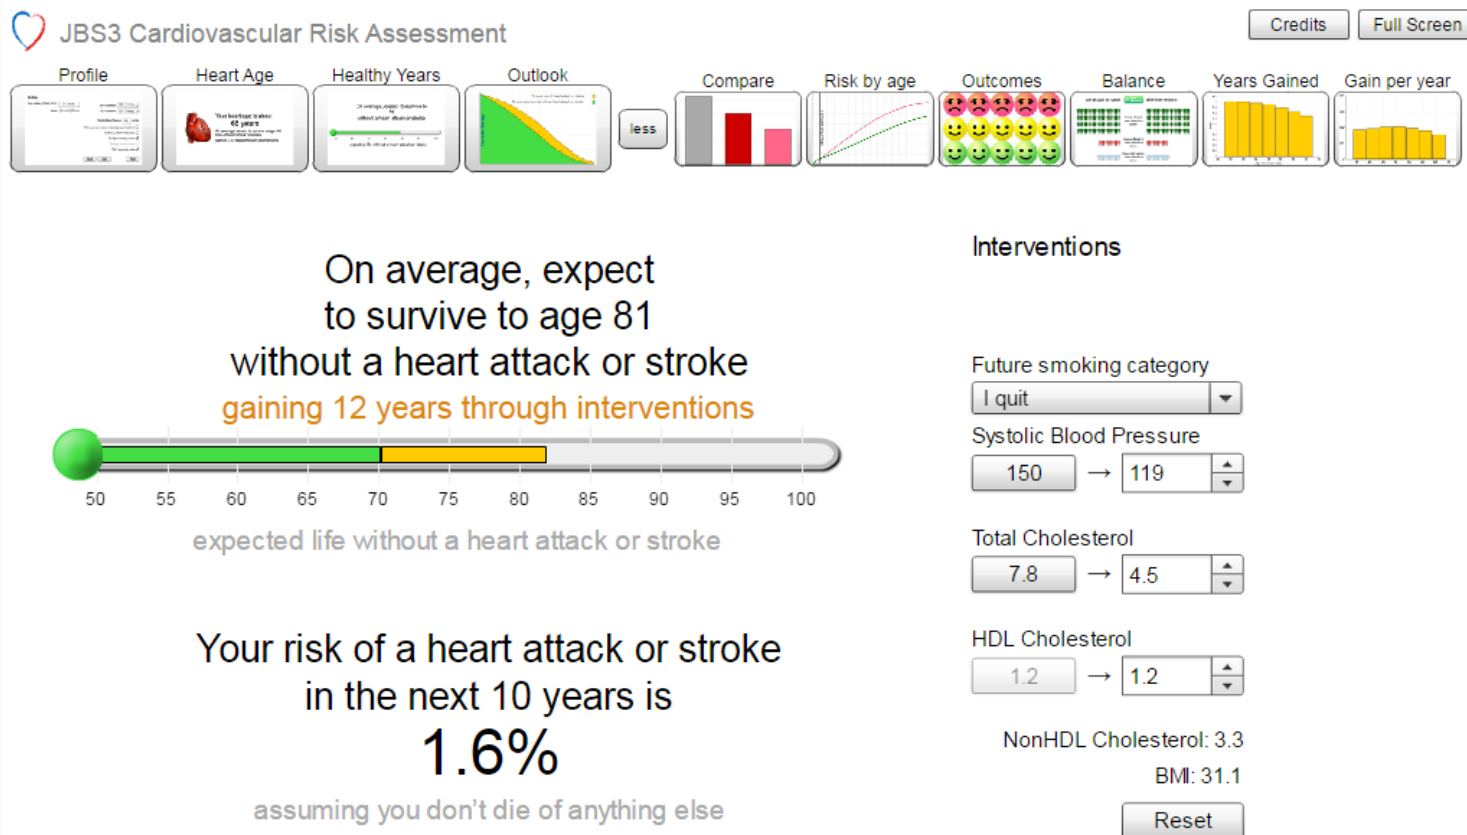 JBS3 Cardiovascular Risk Assessment
Credits
Full Screen
Profile
Heart Age
Healthy Years
Outlook
less
Compare
Risk by age
Outcomes
Balance
Years Gained
Gain per year
On average, expect
to survive to age 81
without a heart attack or stroke
gaining 12 years through interventions
50 55 60 65 70 75 80 85 90 95 100
expected life without a heart attack or stroke
Your risk of a heart attack or stroke
in the next 10 years is
1.6%
assuming you don't die of anything else
Interventions
Future smoking category
I quit
Systolic Blood Pressure
150 → 119
Total Cholesterol
7.8 → 4.5
HDL Cholesterol
1.2 → 1.2
NonHDL Cholesterol: 3.3
BMI: 31.1
Reset